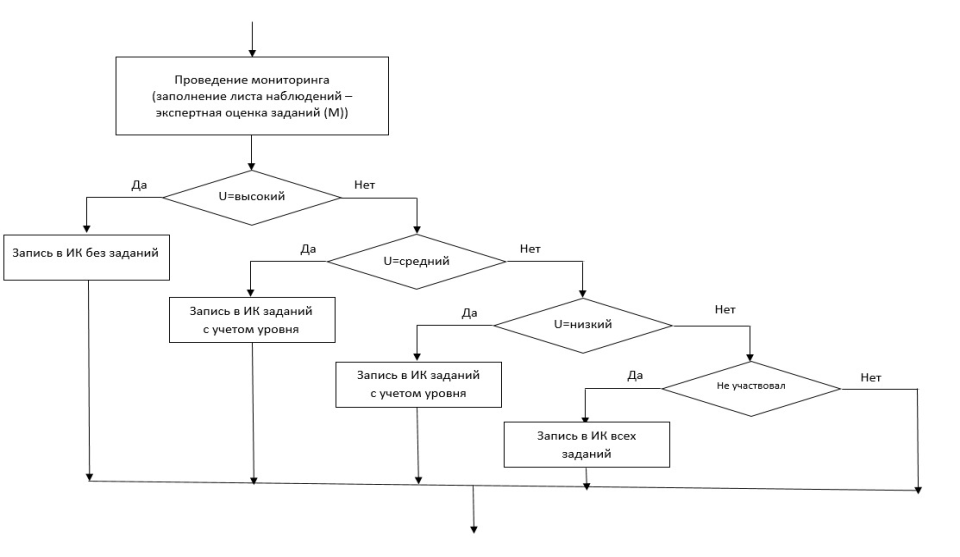 Проведение мониторинга
(заполнение листа наблюдений –
экспертная оценка заданий (М))
Да
U=высокий
Нет
Запись в ИК без заданий
Да
U=средний
Нет
Запись в ИК заданий
с учетом уровня
Да
U=низкий
Нет
Запись в ИК заданий
с учетом уровня
Да
Не участвовал
Нет
Запись в ИК всех
заданий